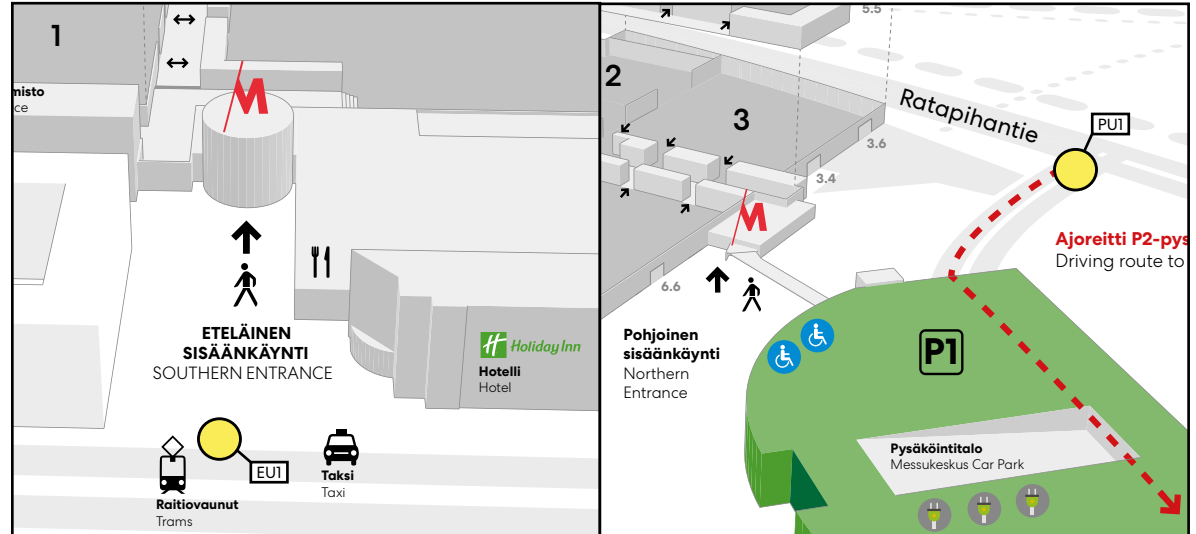 1
misto
ce
M
ETELÄINEN
SISÄÄNKÄYNTI
SOUTHERN ENTRANCE
Holiday Inn
Hotelli
Hotel
EU1
Raitiovaunut
Trams
Taksi
Taxi
5.5
2
3
Ratapihantie
PU1
3.6
3.4
M
6.6
Ajoreitti P2-pys
Driving route to
Pohjoinen
sisäänkäynti
Northern
Entrance
P1
Pysäköintitalo
Messukeskus Car Park